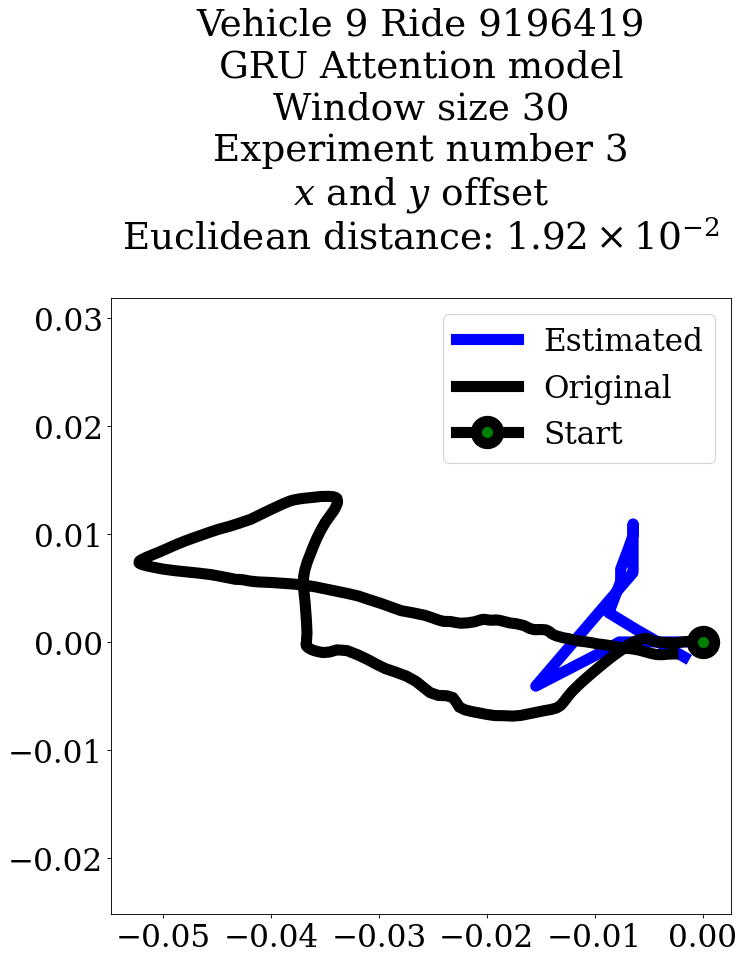 Vehicle 9 Ride 9196419
GRU Attention model
Window size 30
Experiment number 3
x and y offset
Euclidean distance: 1.92 × 10⁻²
Estimated
Original
Start
0.03
0.02
0.01
0.00
−0.01
−0.02
−0.05 −0.04 −0.03 −0.02 −0.01 0.00